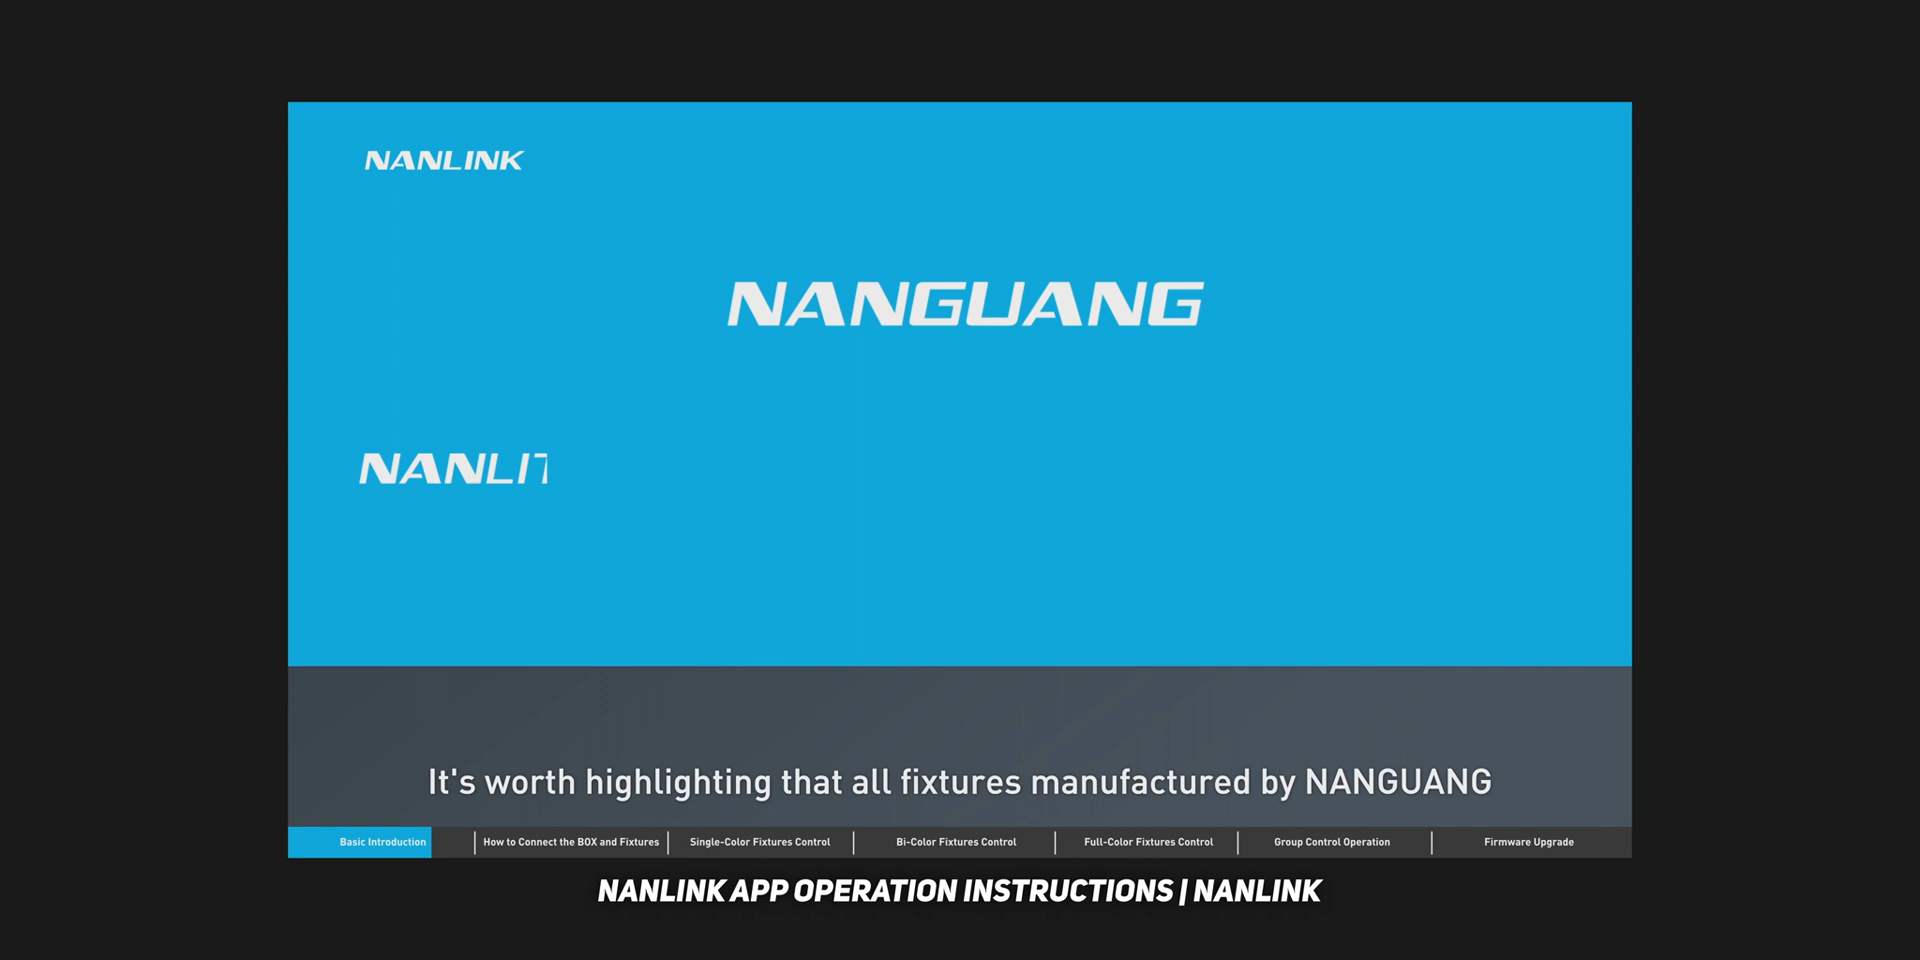 NANLINK
NANGUANG
NANLIT
It's worth highlighting that all fixtures manufactured by NANGUANG
Basic Introduction
How to Connect the BOX and Fixtures
Single-Color Fixtures Control
Bi-Color Fixtures Control
Full-Color Fixtures Control
Group Control Operation
Firmware Upgrade
NANLINK APP OPERATION INSTRUCTIONS | NANLINK